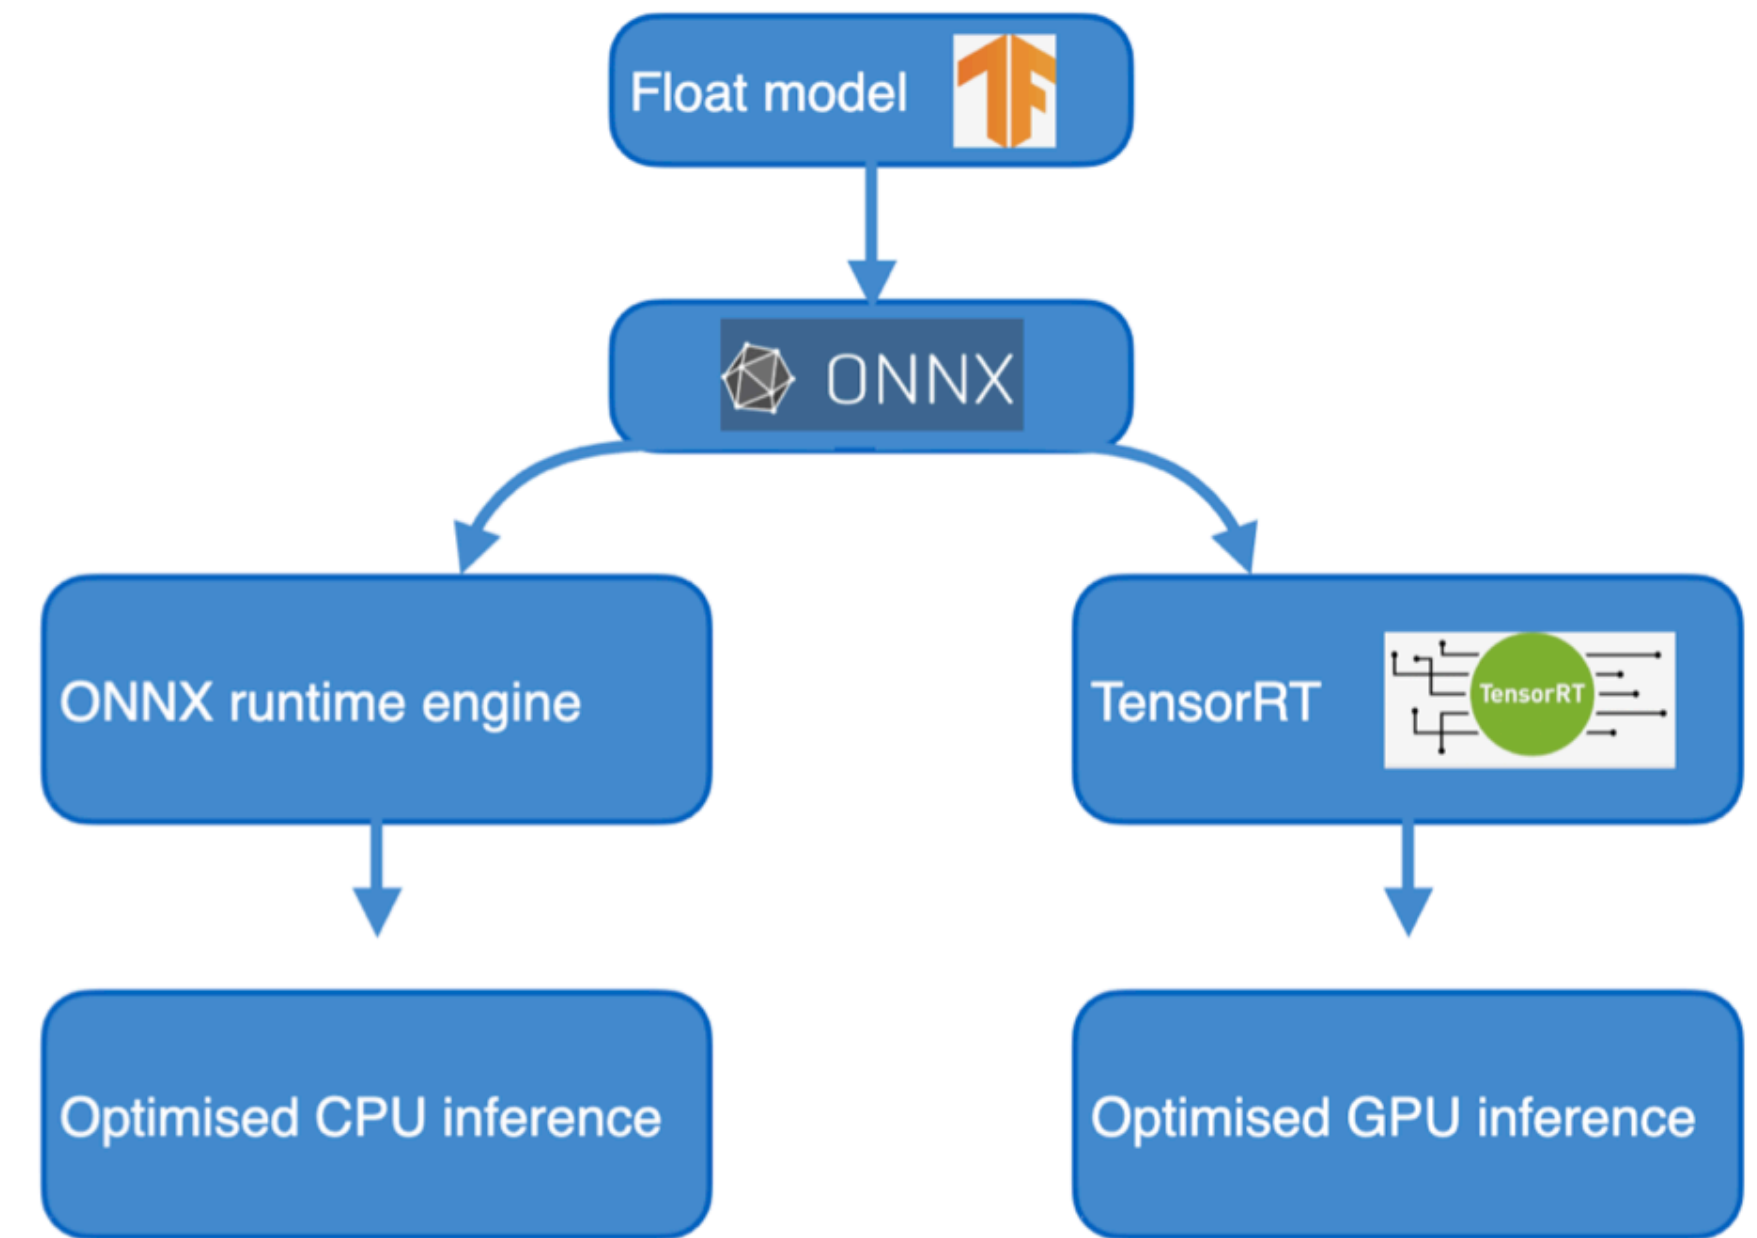 Float model
ONNX
ONNX runtime engine
TensorRT
TensorRT
Optimised CPU inference
Optimised GPU inference